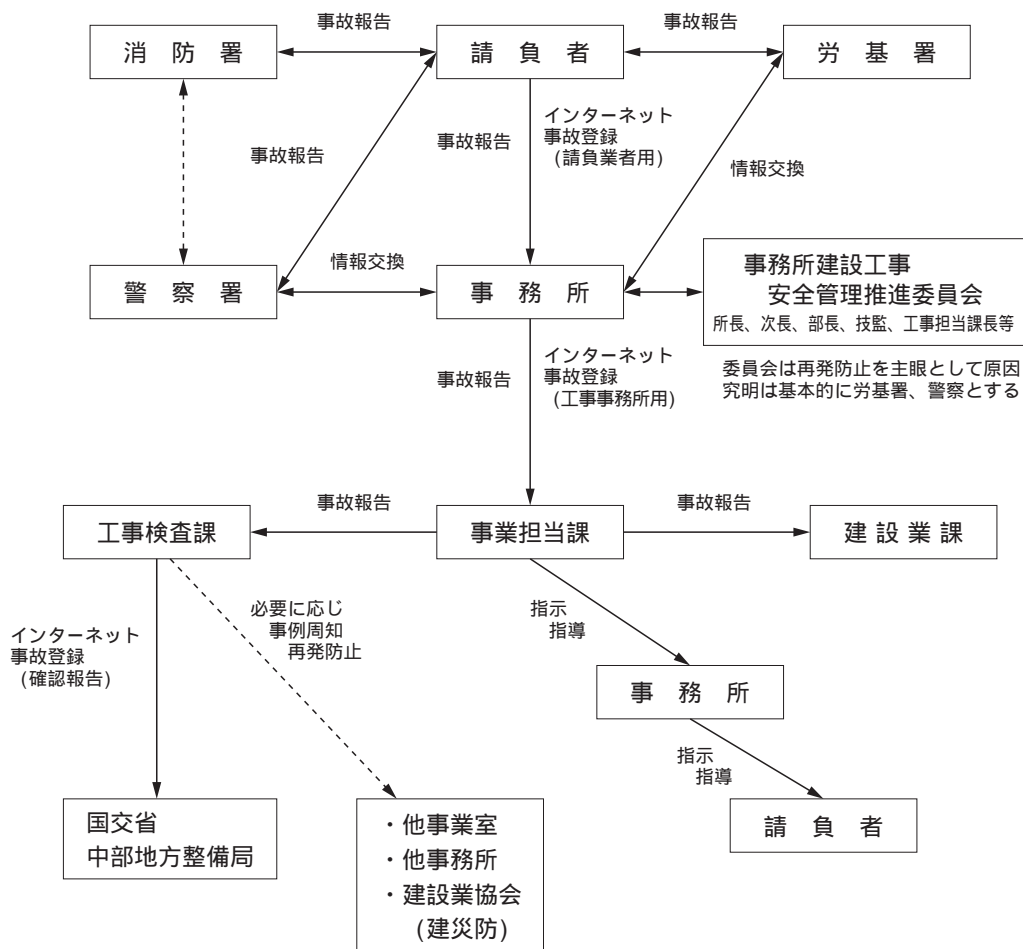 事故報告
事故報告
消防署
請負者
労基署
インターネット
事故登録
(請負業者用)
事故報告
事故報告
情報交換
情報交換
警察署
事務所
事務所建設工事
安全管理推進委員会
所長、次長、部長、技監、工事担当課長等
インターネット
事故登録
(工事事務所用)
事故報告
委員会は再発防止を主眼として原因
究明は基本的に労基署、警察とする
事故報告
事故報告
工事検査課
事業担当課
建設業課
必要に応じ
事例周知
再発防止
指示
指導
インターネット
事故登録
(確認報告)
事務所
指示
指導
国交省
中部地方整備局
・他事業室
・他事務所
・建設業協会
(建災防)
請負者